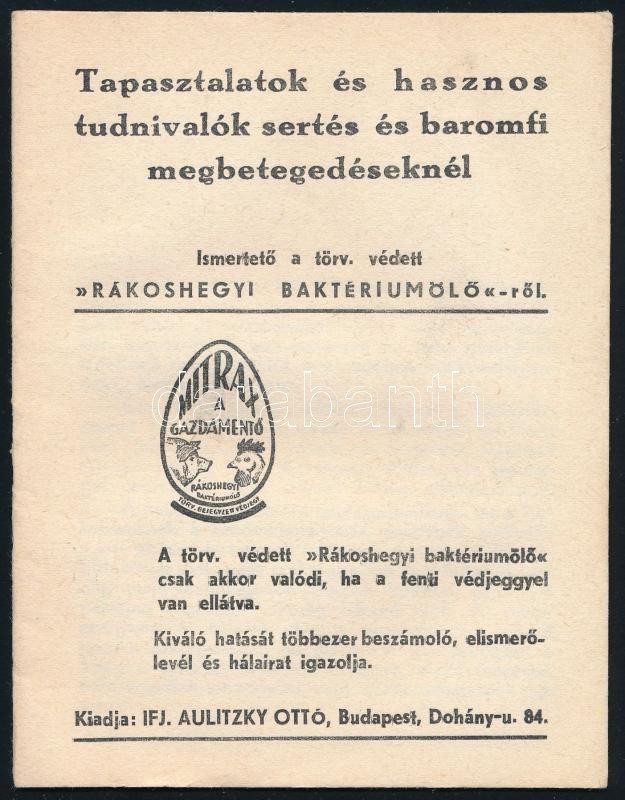 Tapasztalatok és hasznos
tudnivalók sertés és baromfi
megbetegedéseknél
Ismertető a törv. védett
»RÁKOSHEGYI BAKTÉRIUMÖLŐ«-ről.
MITRAX
A
GAZDAMENTŐ
RÁKOSHEGYI
BAKTÉRIUMÖLŐ
TÖRV. BEJEGYZETT VÉDJEGY
darabanth
A törv. védett »Rákoshegyi baktériumölő«
csak akkor valódi, ha a fenti védjeggyel
van ellátva.
Kiváló hatását többezer beszámoló, elismerő-
levél és hálairat igazolja.
Kiadja: IFJ. AULITZKY OTTÓ, Budapest, Dohány-u. 84.